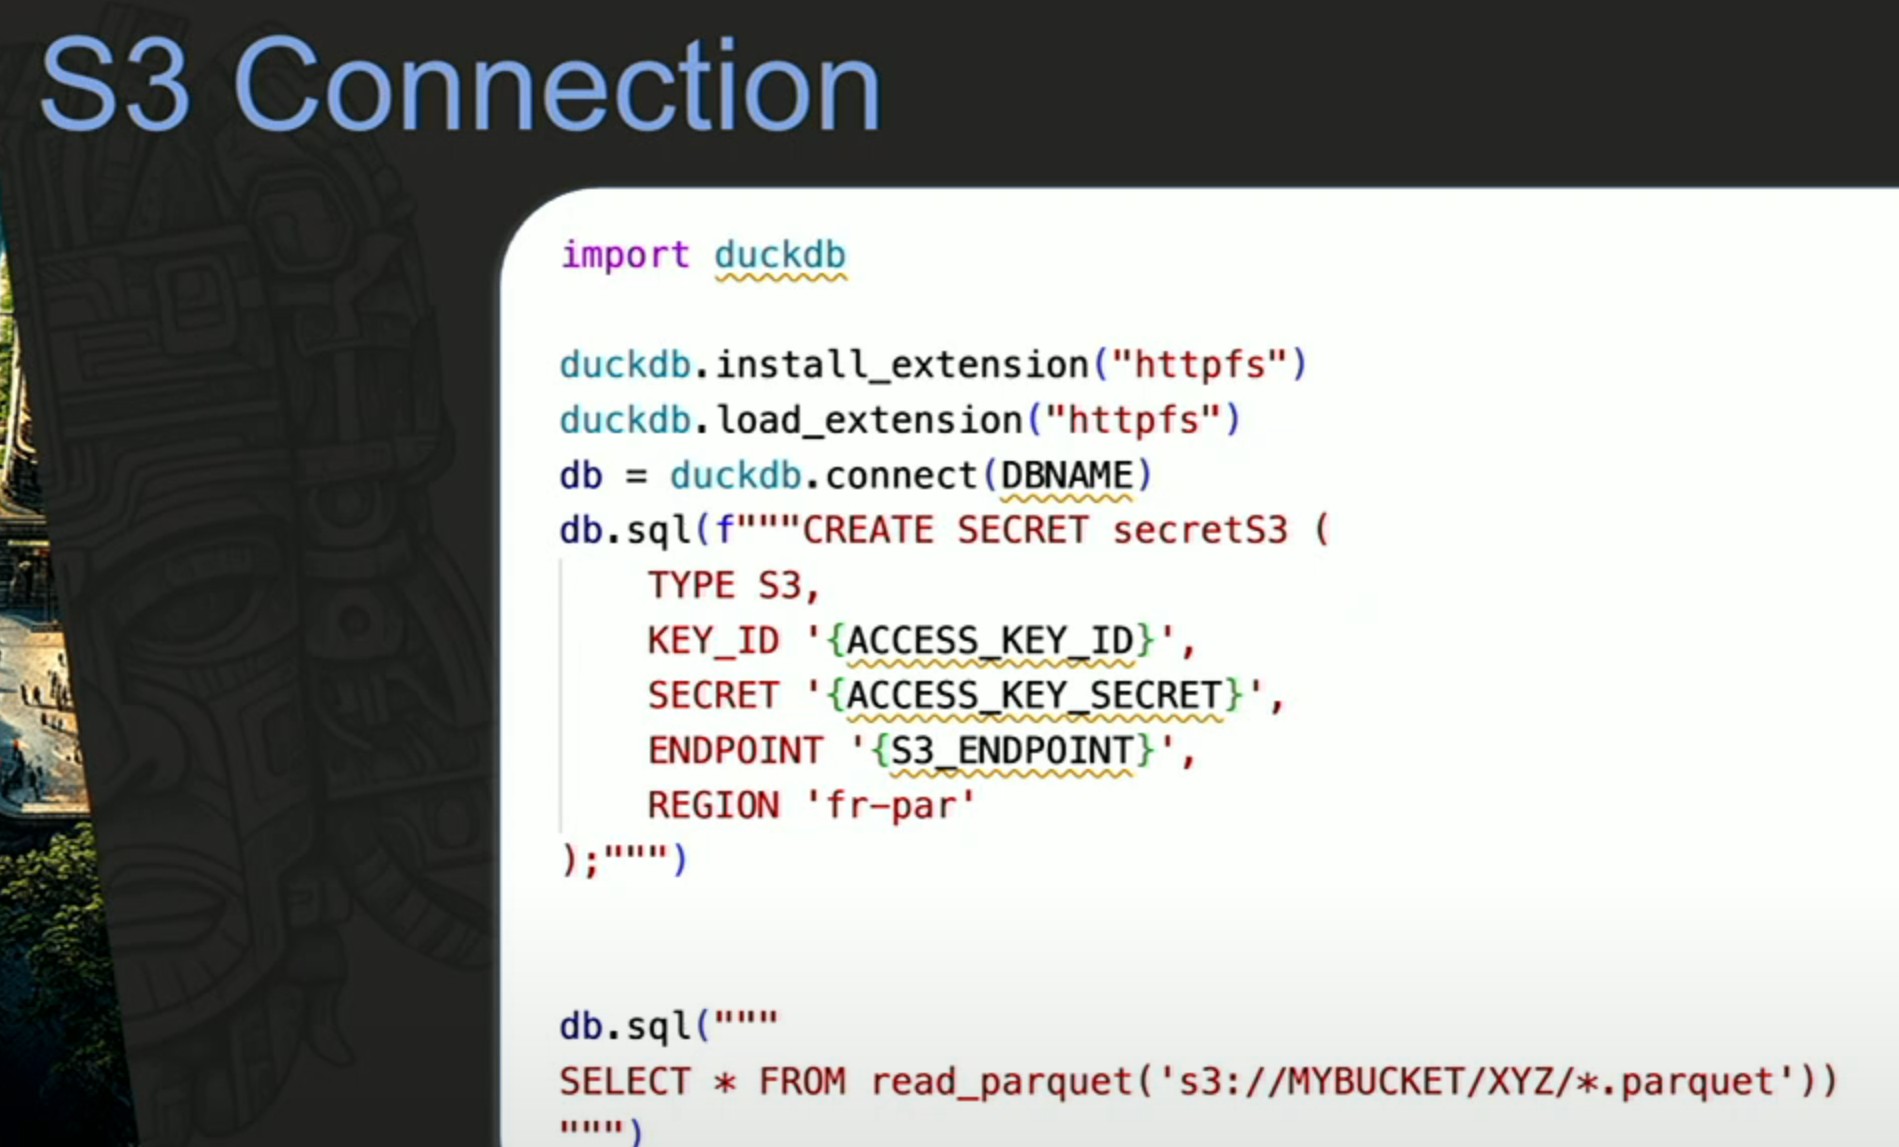 S3 Connection
import duckdb
duckdb.install_extension("httpfs")
duckdb.load_extension("httpfs")
db = duckdb.connect(DBNAME)
db.sql(f"""CREATE SECRET secretS3 (
    TYPE S3,
    KEY_ID '{ACCESS_KEY_ID}',
    SECRET '{ACCESS_KEY_SECRET}',
    ENDPOINT '{S3_ENDPOINT}',
    REGION 'fr-par'
);""")
db.sql("""
SELECT * FROM read_parquet('s3://MYBUCKET/XYZ/*.parquet'))
""")